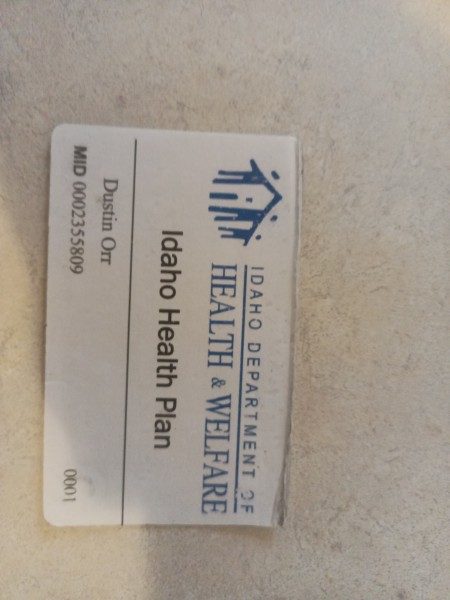 IDAHO DEPARTMENT OF
HEALTH & WELFARE
Idaho Health Plan
Dustin Orr
MID 0002355809
0001